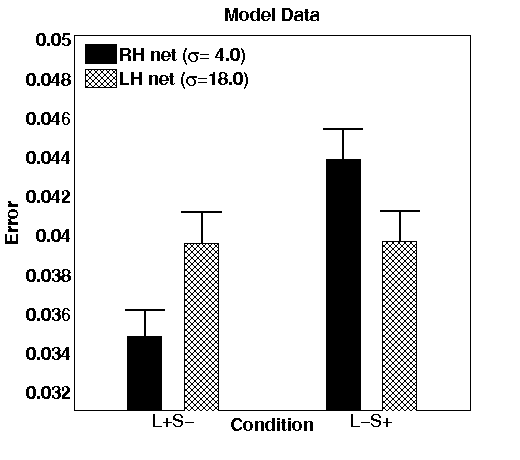 Model Data
0.05
0.048
0.046
0.044
0.042
0.04
0.038
0.036
0.034
0.032
Error
RH net (σ= 4.0)
LH net (σ=18.0)
L+S−
L−S+
Condition